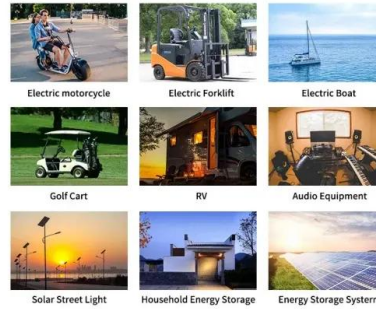 Electric motorcycle
Electric Forklift
Electric Boat
Golf Cart
RV
Audio Equipment
Solar Street Light
Household Energy Storage
Energy Storage System